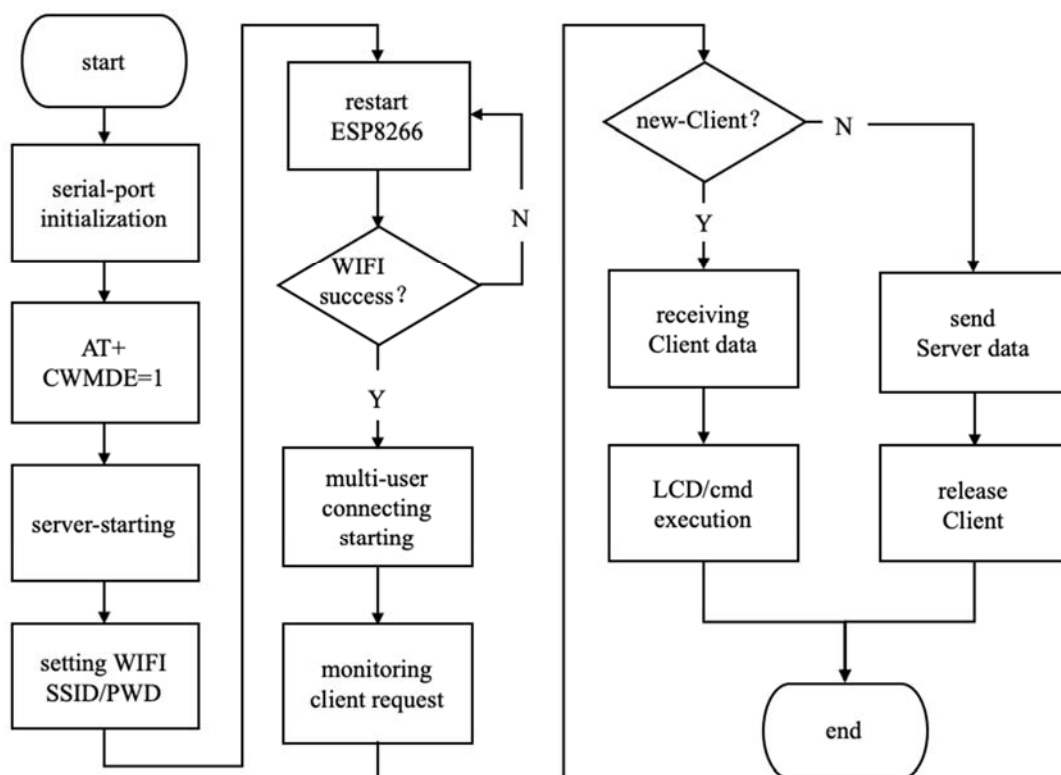 start
serial-port
initialization
AT+
CWMDE=1
server-starting
setting WIFI
SSID/PWD
restart
ESP8266
N
WIFI
success?
Y
multi-user
connecting
starting
monitoring
client request
new-Client?
N
Y
receiving
Client data
send
Server data
LCD/cmd
execution
release
Client
end